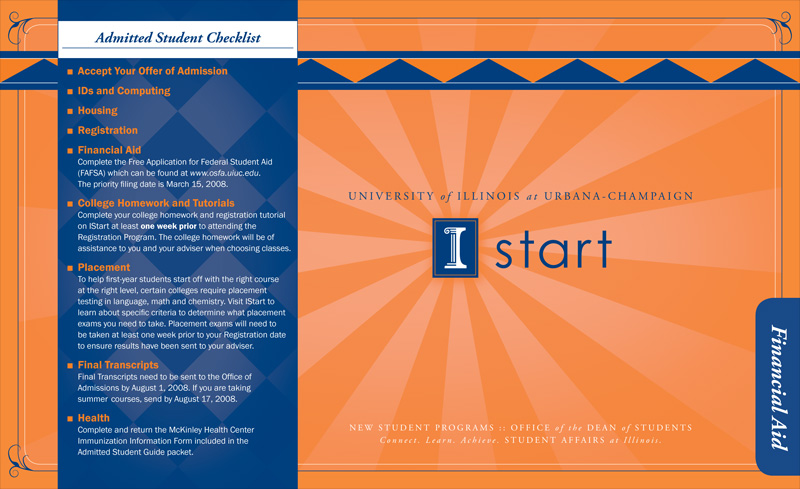 Admitted Student Checklist
Accept Your Offer of Admission
IDs and Computing
Housing
Registration
Financial Aid
Complete the Free Application for Federal Student Aid
(FAFSA) which can be found at www.osfa.uiuc.edu.
The priority filing date is March 15, 2008.
College Homework and Tutorials
Complete your college homework and registration tutorial
on IStart at least one week prior to attending the
Registration Program. The college homework will be of
assistance to you and your adviser when choosing classes.
Placement
To help first-year students start off with the right course
at the right level, certain colleges require placement
testing in language, math and chemistry. Visit IStart to
learn about specific criteria to determine what placement
exams you need to take. Placement exams will need to
be taken at least one week prior to your Registration date
to ensure results have been sent to your adviser.
Final Transcripts
Final Transcripts need to be sent to the Office of
Admissions by August 1, 2008. If you are taking
summer courses, send by August 17, 2008.
Health
Complete and return the McKinley Health Center
Immunization Information Form included in the
Admitted Student Guide packet.
UNIVERSITY of ILLINOIS at URBANA-CHAMPAIGN
I start
NEW STUDENT PROGRAMS :: OFFICE of the DEAN of STUDENTS
Connect. Learn. Achieve. STUDENT AFFAIRS at Illinois.
Financial Aid